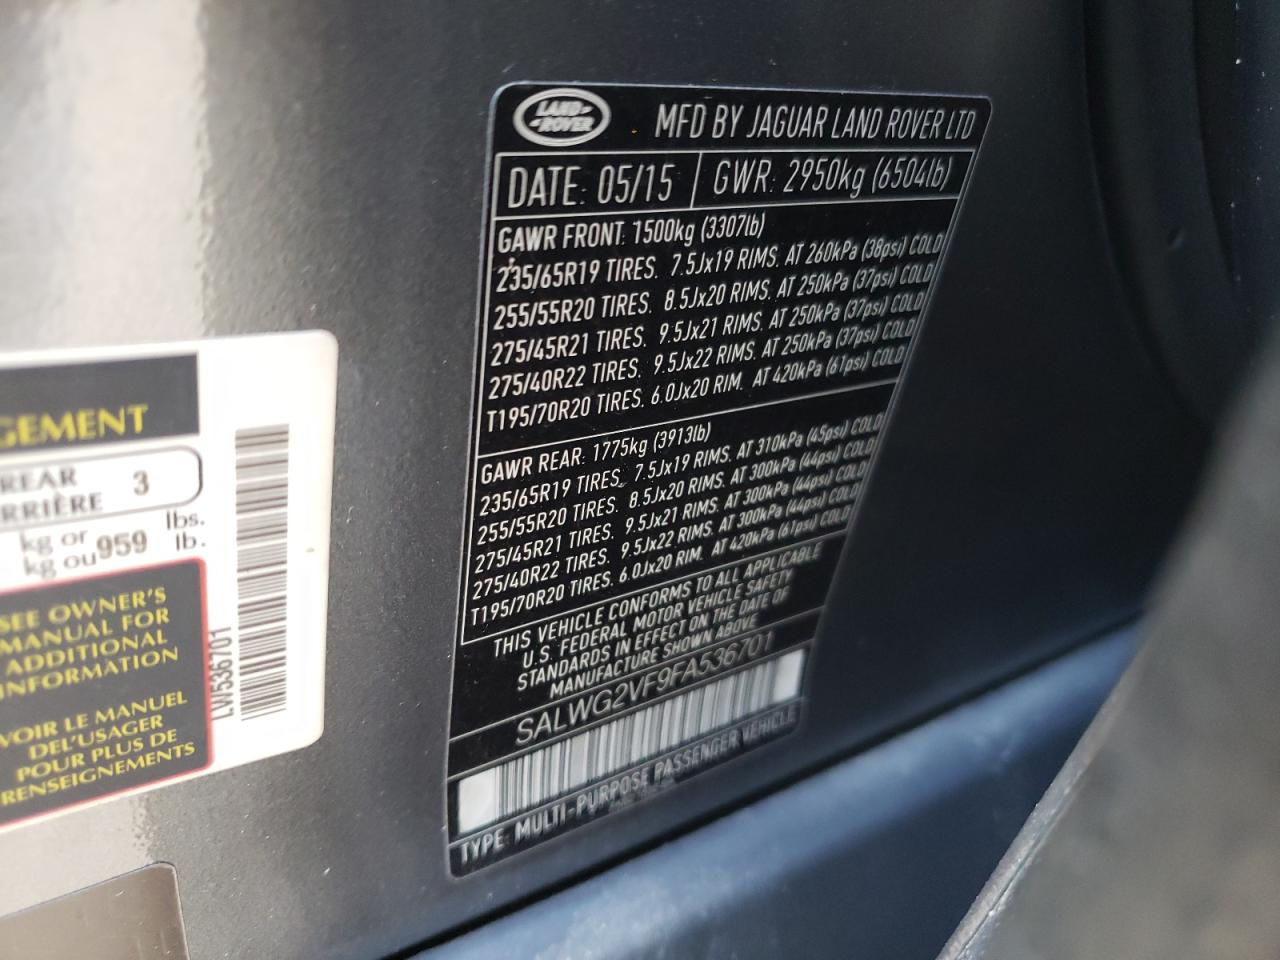 LAND
ROVER
MFD BY JAGUAR LAND ROVER LTD
DATE: 05/15
GWR: 2950kg (6504lb)
GAWR FRONT. 1500kg (3307lb)
235/65R19 TIRES. 7.5Jx19 RIMS. AT 260kPa (38psi) COLD
255/55R20 TIRES. 8.5Jx20 RIMS. AT 250kPa (37psi) COLD
275/45R21 TIRES. 9.5Jx21 RIMS. AT 250kPa (37psi) COLD
275/40R22 TIRES. 9.5Jx22 RIMS. AT 250kPa (37psi) COLD
T195/70R20 TIRES. 6.0Jx20 RIM. AT 420kPa (61psi) COLD
GAWR REAR: 1775kg (3913lb)
235/65R19 TIRES. 7.5Jx19 RIMS. AT 310kPa (45psi) COLD
255/55R20 TIRES. 8.5Jx20 RIMS. AT 300kPa (44psi) COLD
275/45R21 TIRES. 9.5Jx21 RIMS. AT 300kPa (44psi) COLD
275/40R22 TIRES. 9.5Jx22 RIMS. AT 300kPa (44psi) COLD
T195/70R20 TIRES. 6.0Jx20 RIM. AT 420kPa (61psi) COLD
THIS VEHICLE CONFORMS TO ALL APPLICABLE
U.S. FEDERAL MOTOR VEHICLE SAFETY
STANDARDS IN EFFECT ON THE DATE OF
MANUFACTURE SHOWN ABOVE
SALWG2VF9FA536701
TYPE: MULTI-PURPOSE PASSENGER VEHICLE
GEMENT
REAR
RRIÈRE 3
kg or lbs.
kg ou 959 lb.
SEE OWNER'S
MANUAL FOR
ADDITIONAL
INFORMATION
VOIR LE MANUEL
DEL'USAGER
POUR PLUS DE
RENSEIGNEMENTS
LW536701